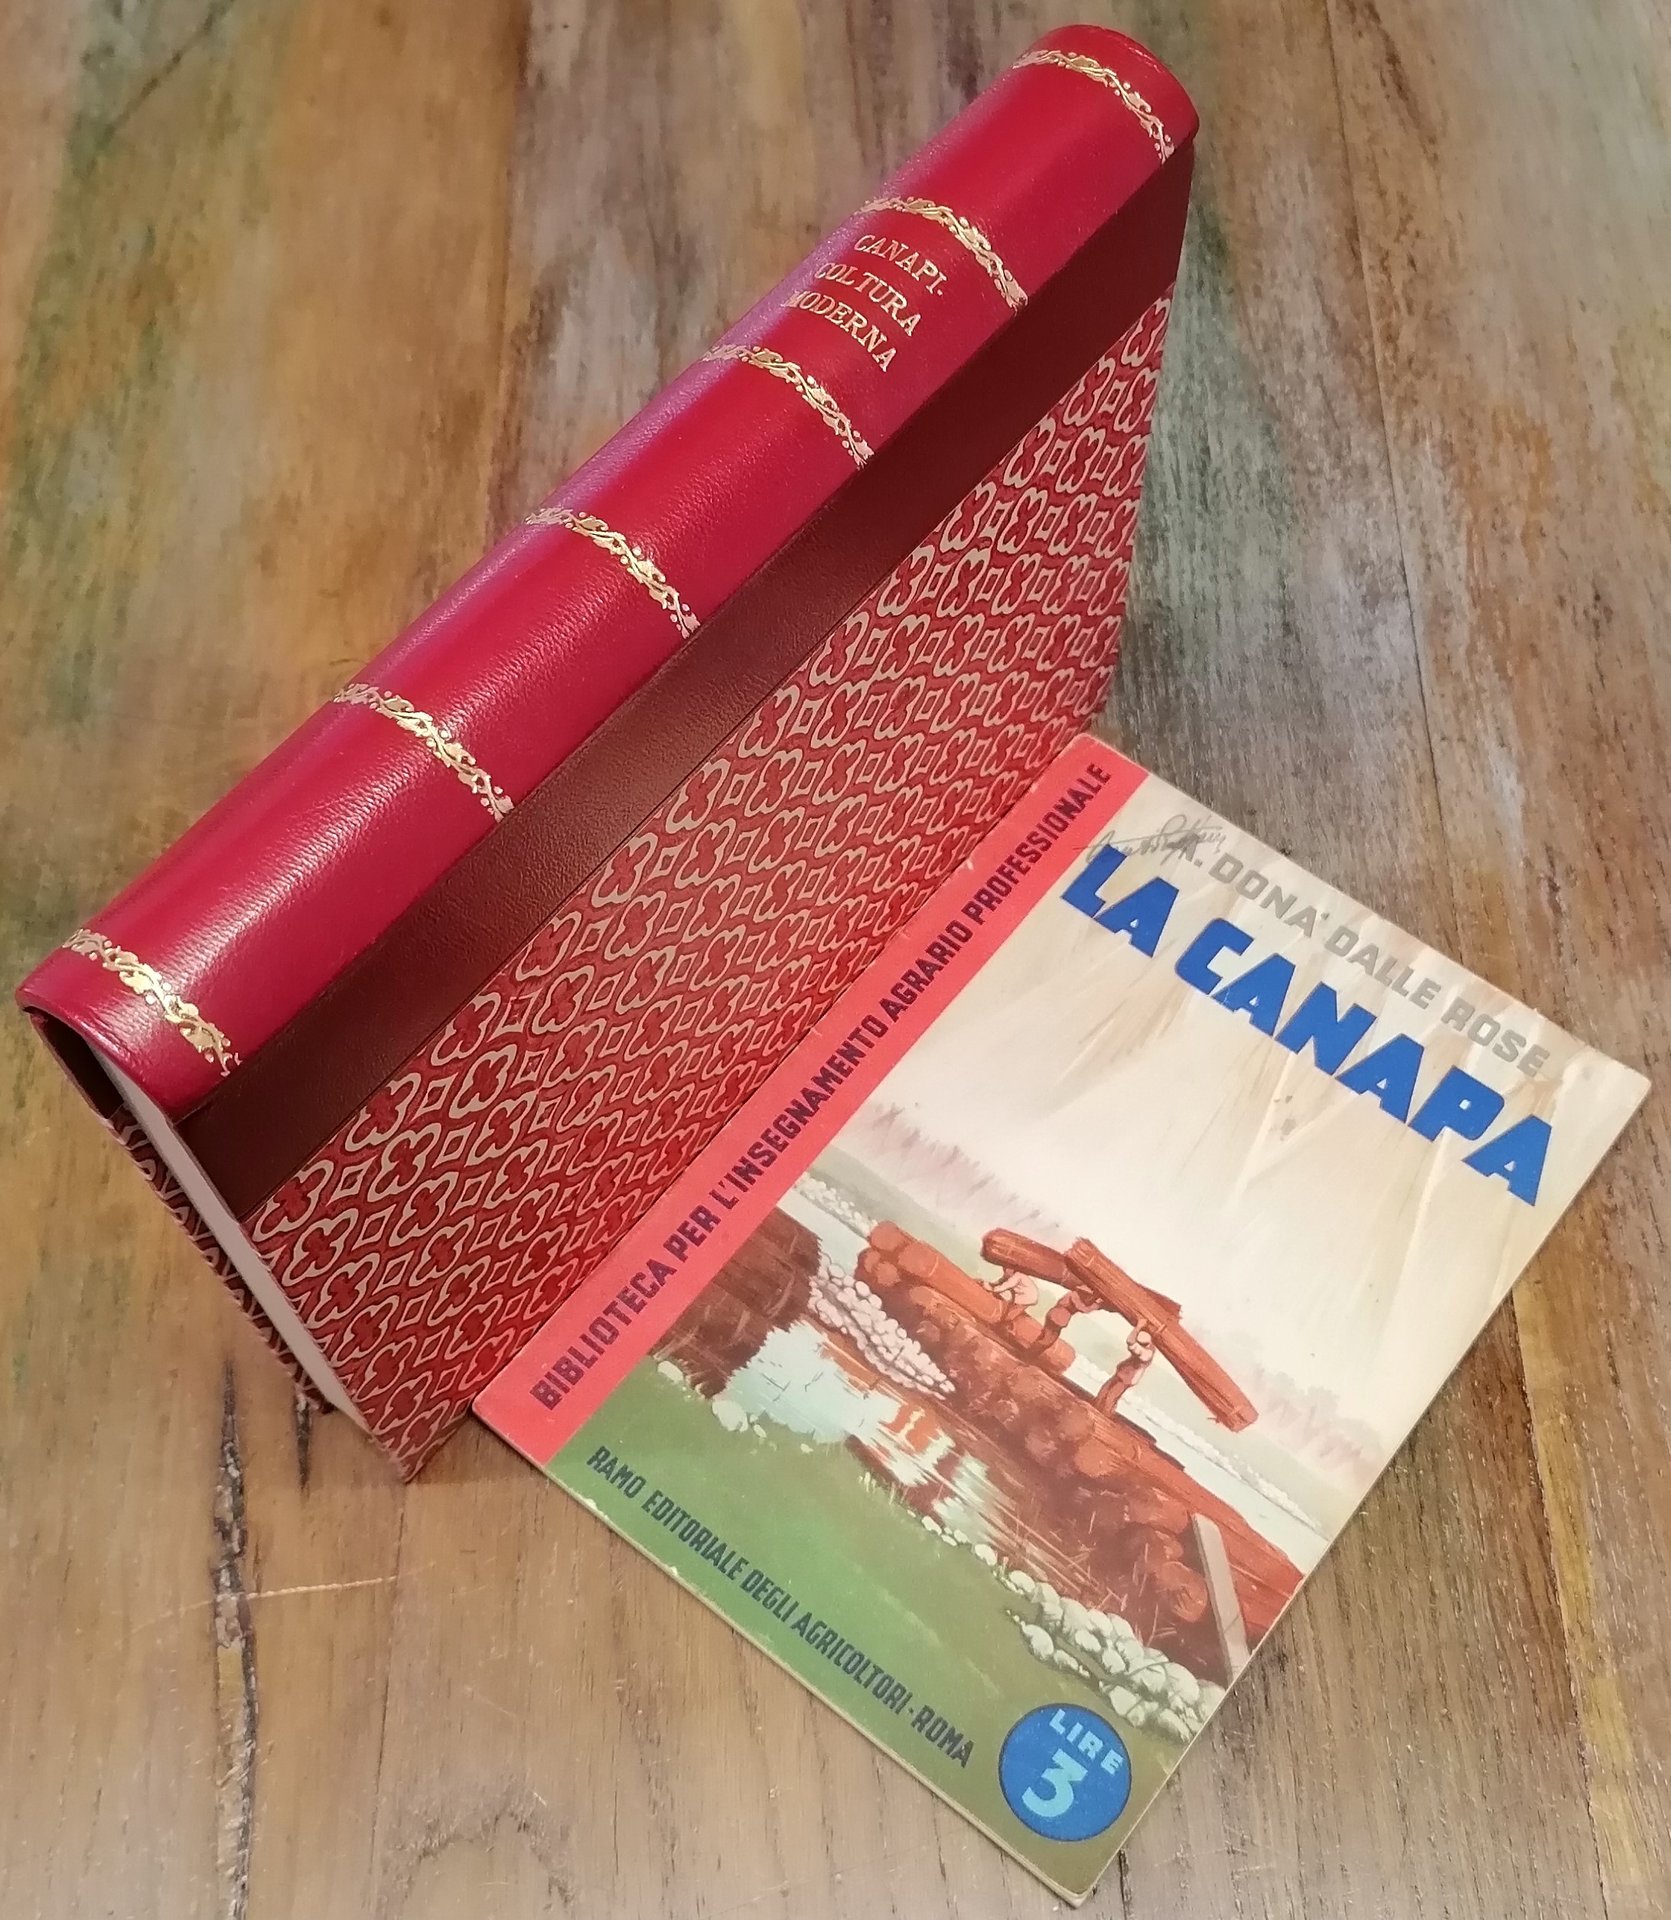 CANAPI.
COLTURA
MODERNA
BIBLIOTECA PER L'INSEGNAMENTO AGRARIO PROFESSIONALE
A. DONA' DALLE ROSE
LA CANAPA
RAMO EDITORIALE DEGLI AGRICOLTORI - ROMA
LIRE
3